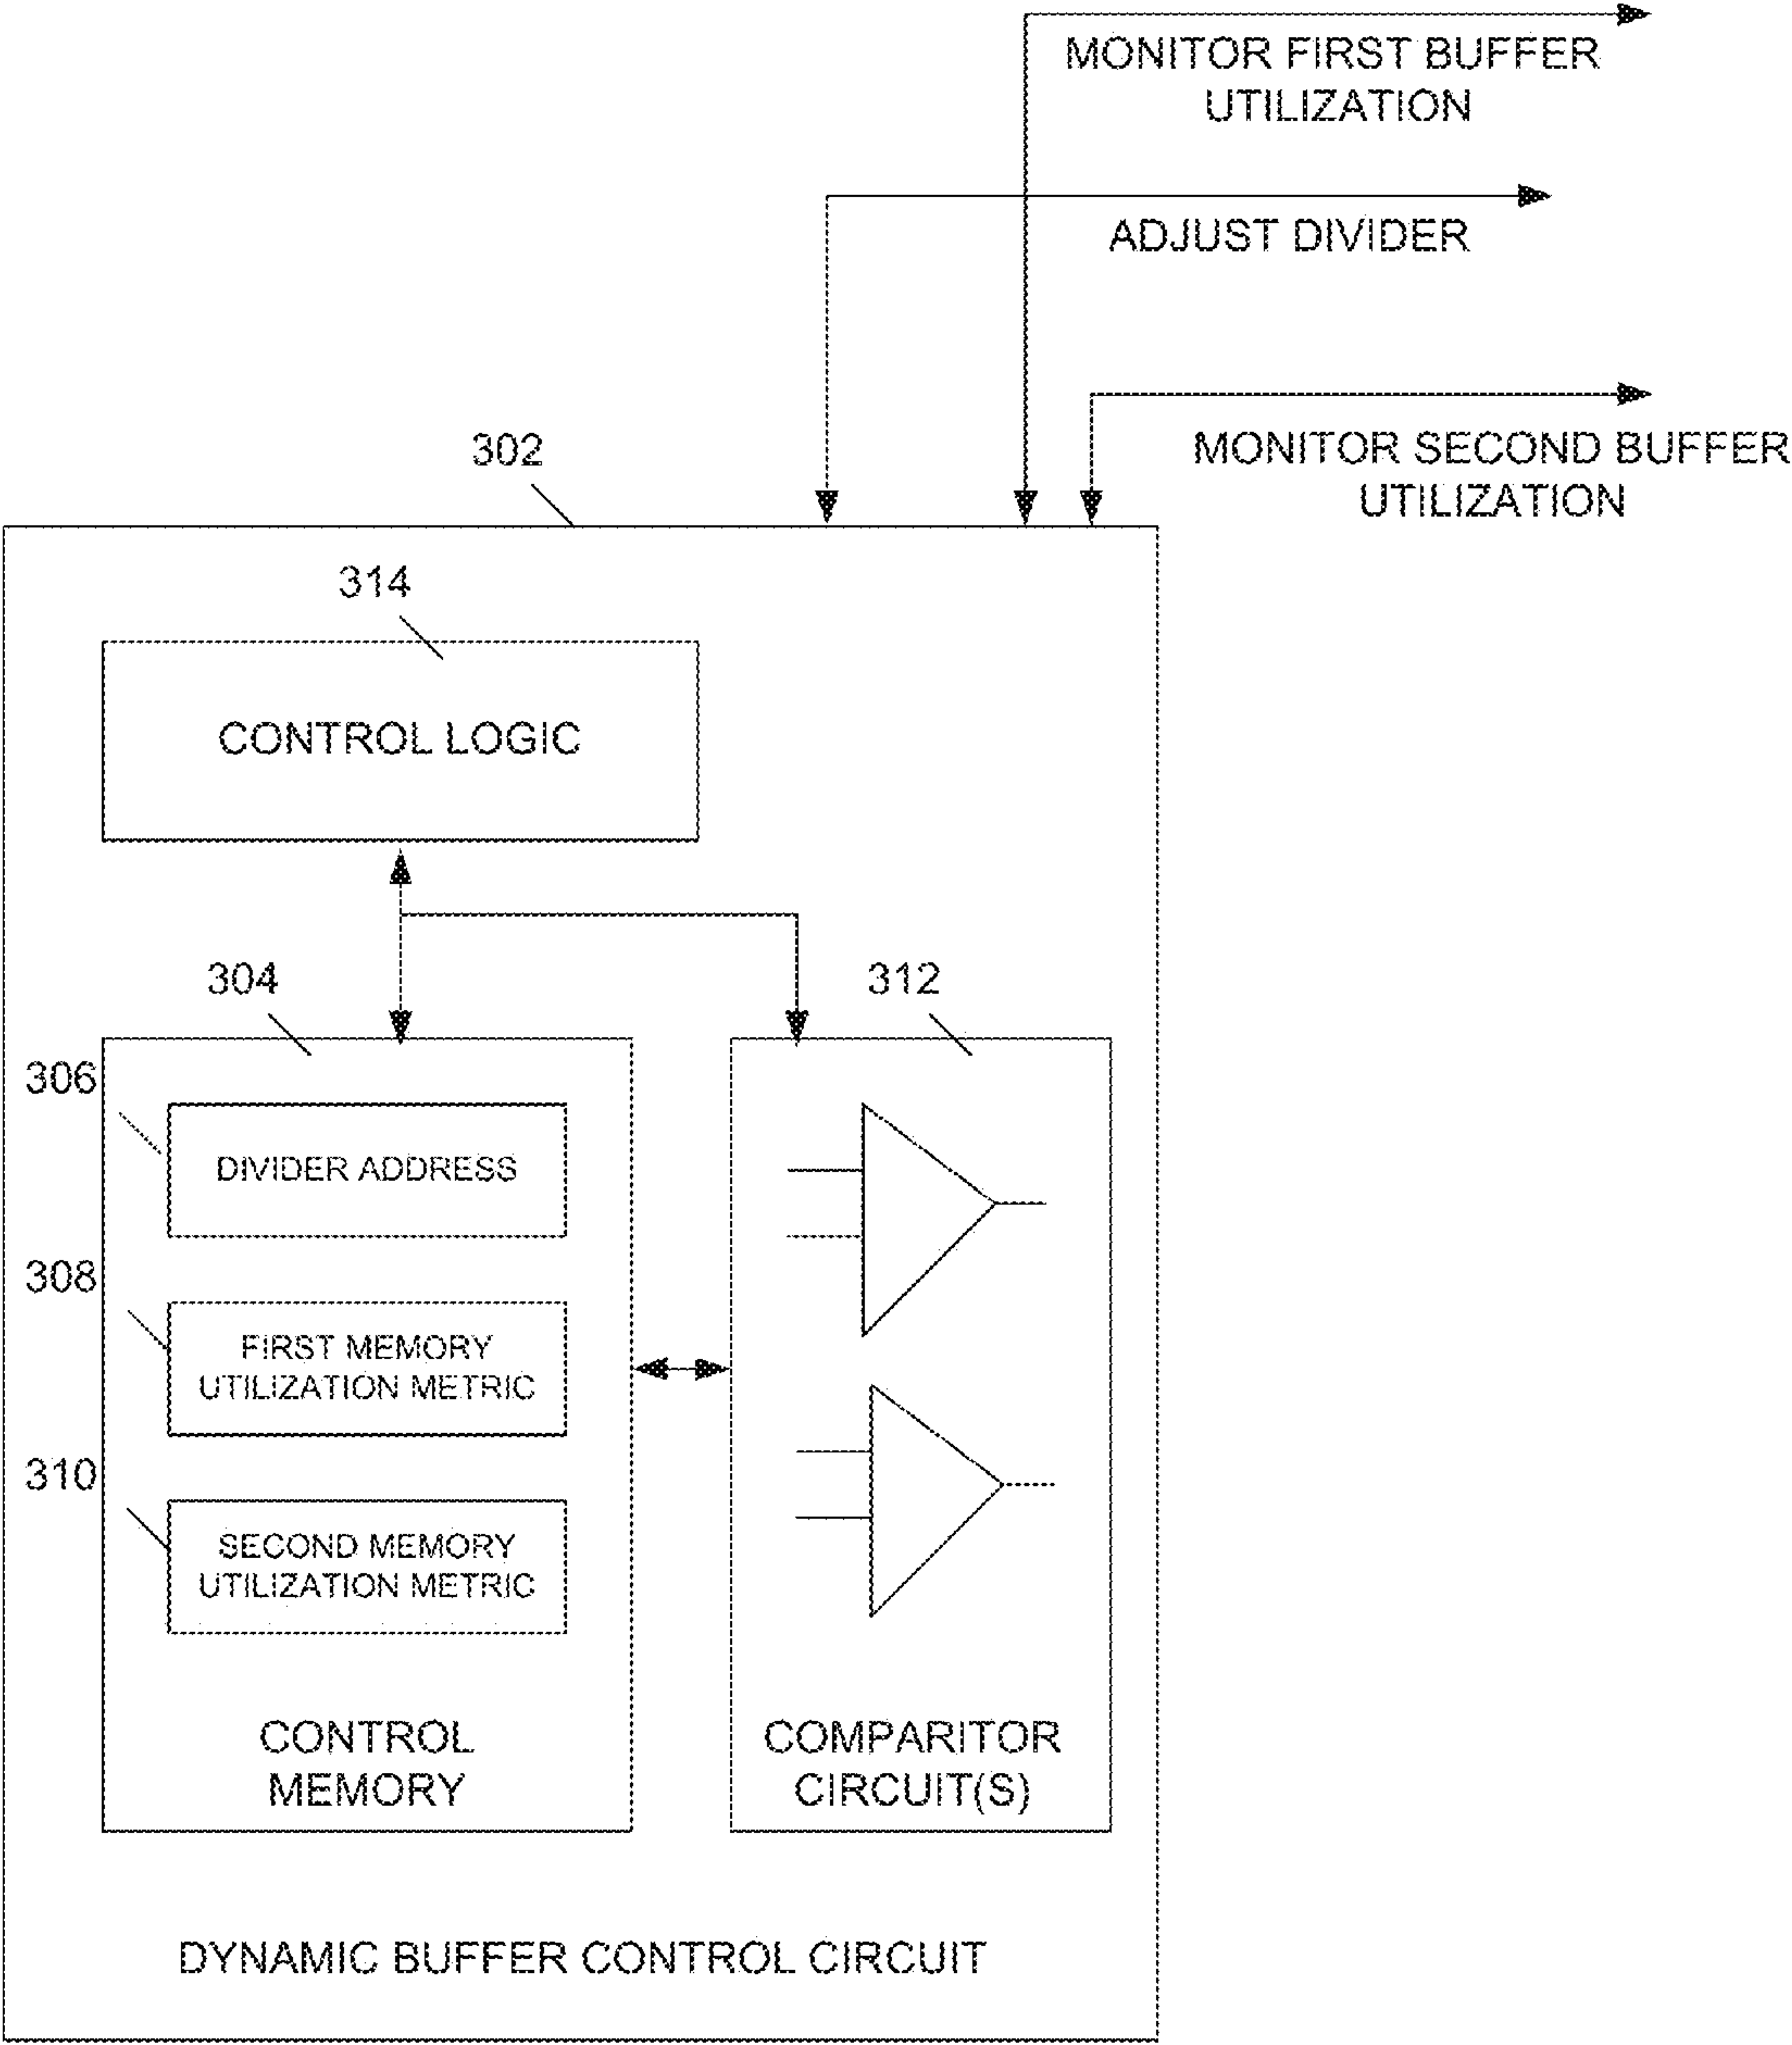 MONITOR FIRST BUFFER
UTILIZATION
ADJUST DIVIDER
MONITOR SECOND BUFFER
UTILIZATION
302
314
CONTROL LOGIC
304
312
306
DIVIDER ADDRESS
308
FIRST MEMORY
UTILIZATION METRIC
310
SECOND MEMORY
UTILIZATION METRIC
CONTROL
MEMORY
COMPARITOR
CIRCUIT(S)
DYNAMIC BUFFER CONTROL CIRCUIT